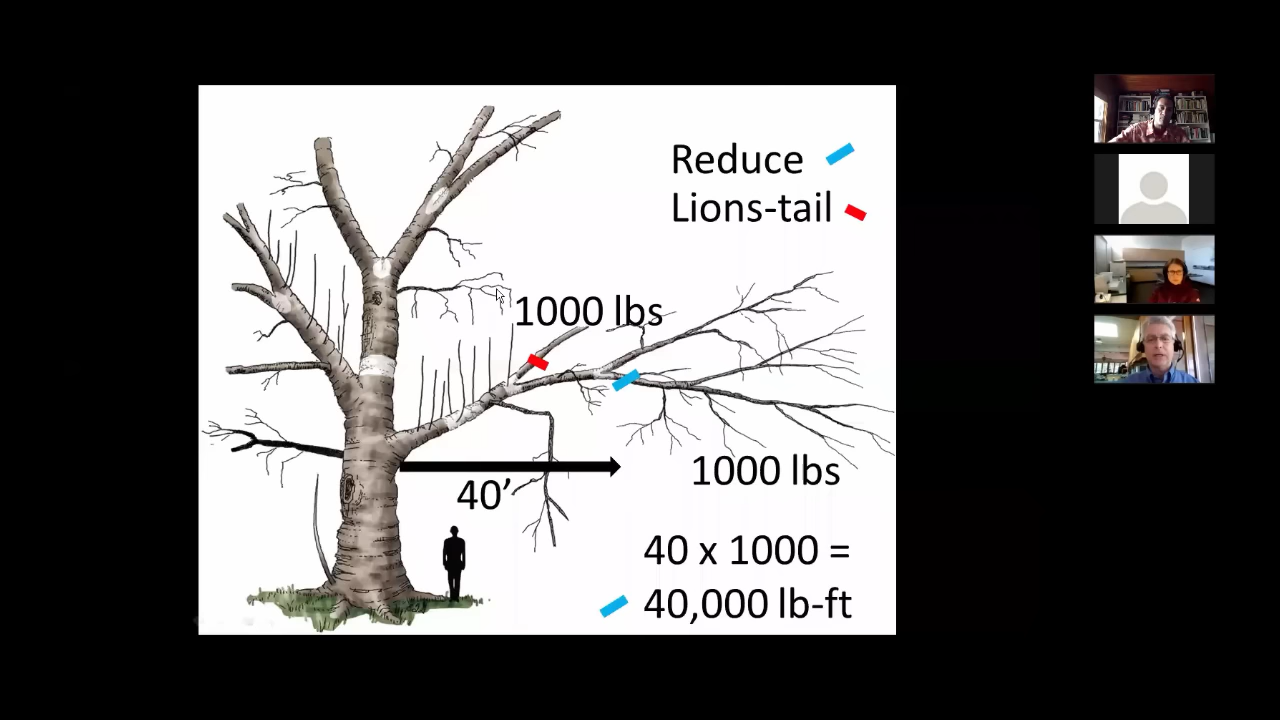 Reduce
Lions-tail
1000 lbs
1000 lbs
40’
40 x 1000 =
40,000 lb-ft